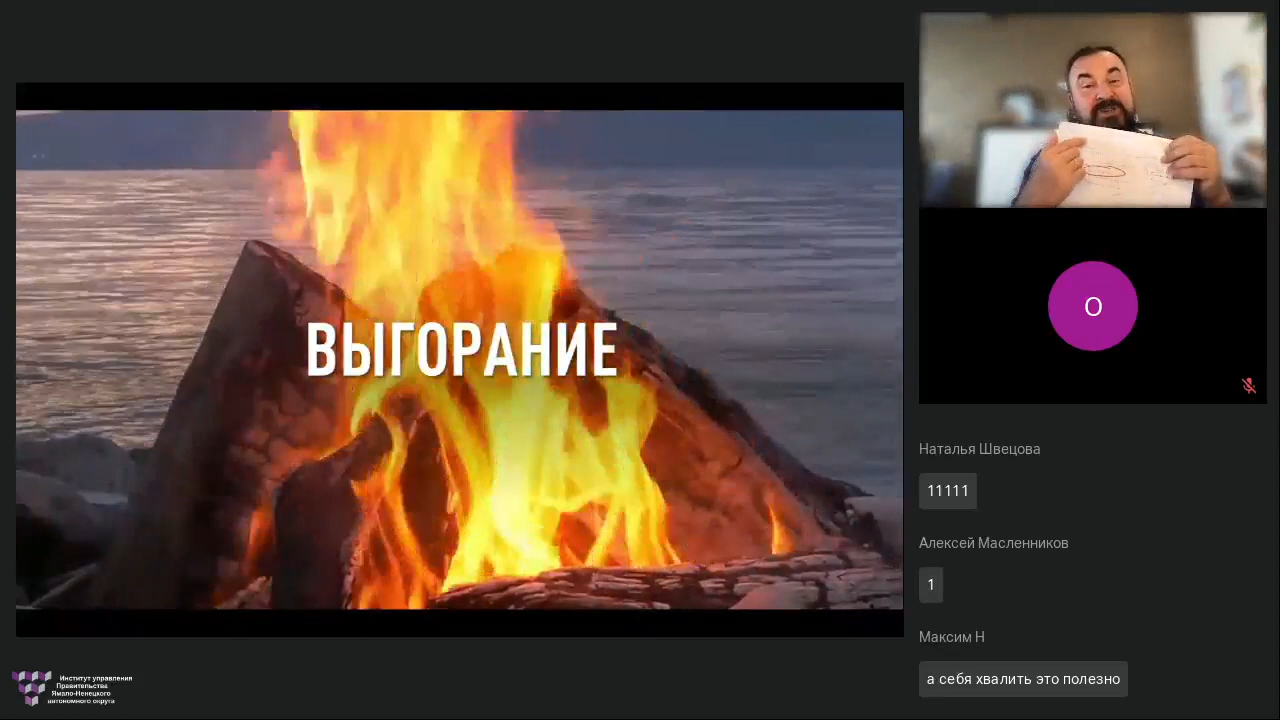 ВЫГОРАНИЕ
О
Наталья Швецова
11111
Алексей Масленников
1
Максим Н
а себя хвалить это полезно
Институт управления
Правительства
Ямало-Ненецкого
автономного округа